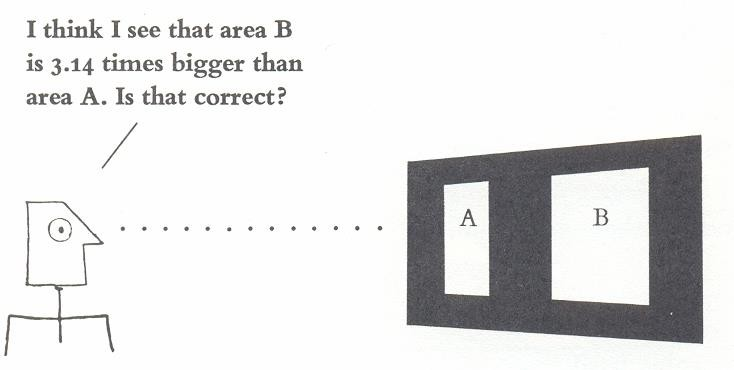 I think I see that area B
is 3.14 times bigger than
area A. Is that correct?
A
B